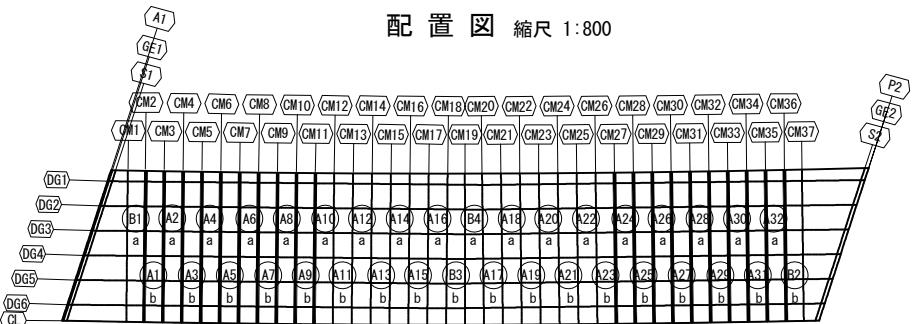 配置図 縮尺 1:800
A1
GE1
S1
P2
GE2
S2
CM2 CM4 CM6 CM8 CM10 CM12 CM14 CM16 CM18 CM20 CM22 CM24 CM26 CM28 CM30 CM32 CM34 CM36
CM1 CM3 CM5 CM7 CM9 CM11 CM13 CM15 CM17 CM19 CM21 CM23 CM25 CM27 CM29 CM31 CM33 CM35 CM37
DG1
DG2
B1 A2 A4 A6 A8 A10 A12 A14 A16 B4 A18 A20 A22 A24 A26 A28 A30 A32
DG3
a a a a a a a a a a a a a a a a a a
DG4
DG5
A1 A3 A5 A7 A9 A11 A13 A15 B3 A17 A19 A21 A23 A25 A27 A29 A31 B2
b b b b b b b b b b b b b b b b b b
DG6
CL